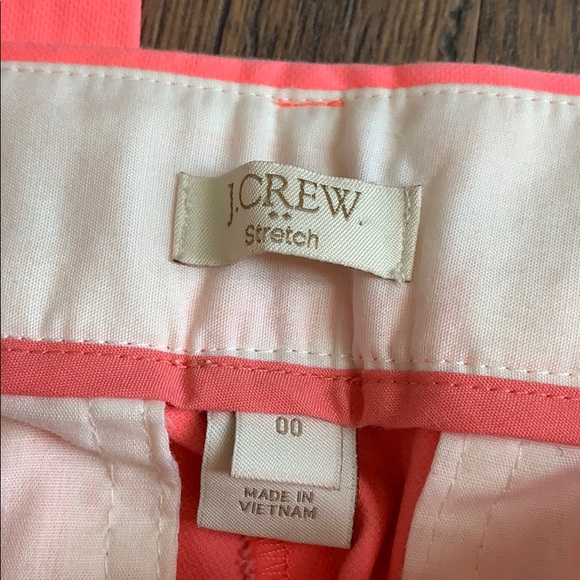 J.CREW.
Stretch
00
MADE IN
VIETNAM